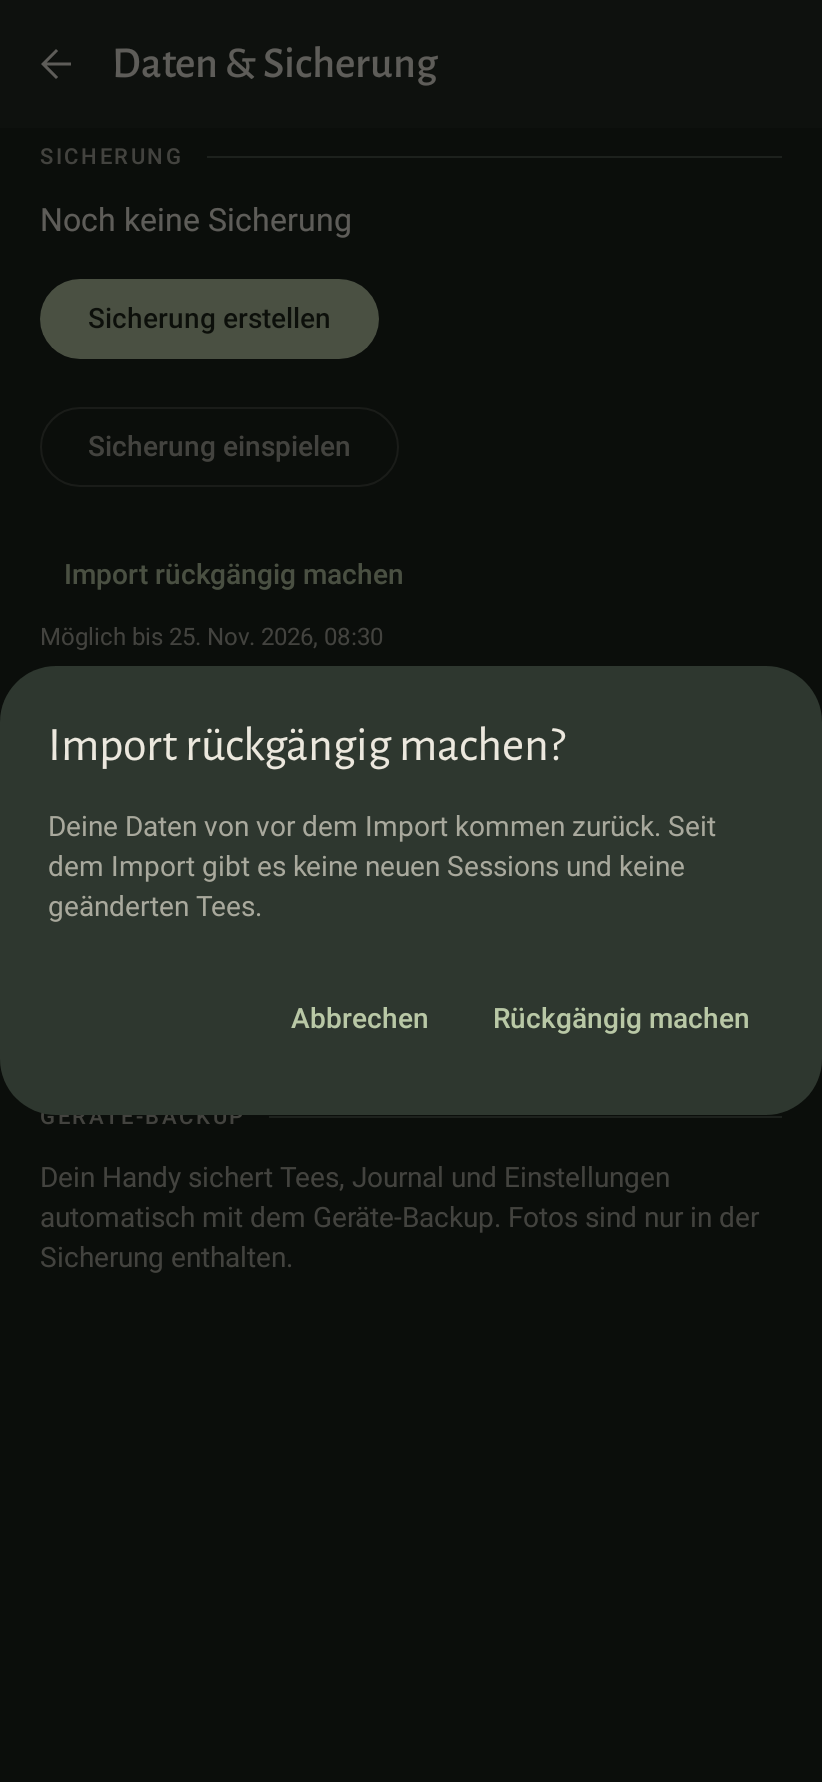 Daten & Sicherung
SICHERUNG
Noch keine Sicherung
Sicherung erstellen
Sicherung einspielen
Import rückgängig machen
Möglich bis 25. Nov. 2026, 08:30
Import rückgängig machen?
Deine Daten von vor dem Import kommen zurück. Seit
dem Import gibt es keine neuen Sessions und keine
geänderten Tees.
Abbrechen Rückgängig machen
GERÄTE-BACKUP
Dein Handy sichert Tees, Journal und Einstellungen
automatisch mit dem Geräte-Backup. Fotos sind nur in der
Sicherung enthalten.